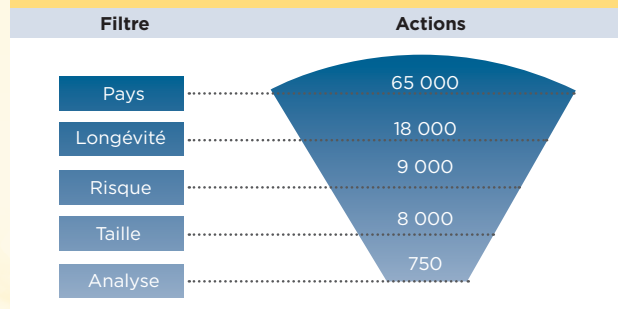 Filtre Actions
Pays 65 000
Longévité 18 000
Risque 9 000
Taille 8 000
Analyse 750